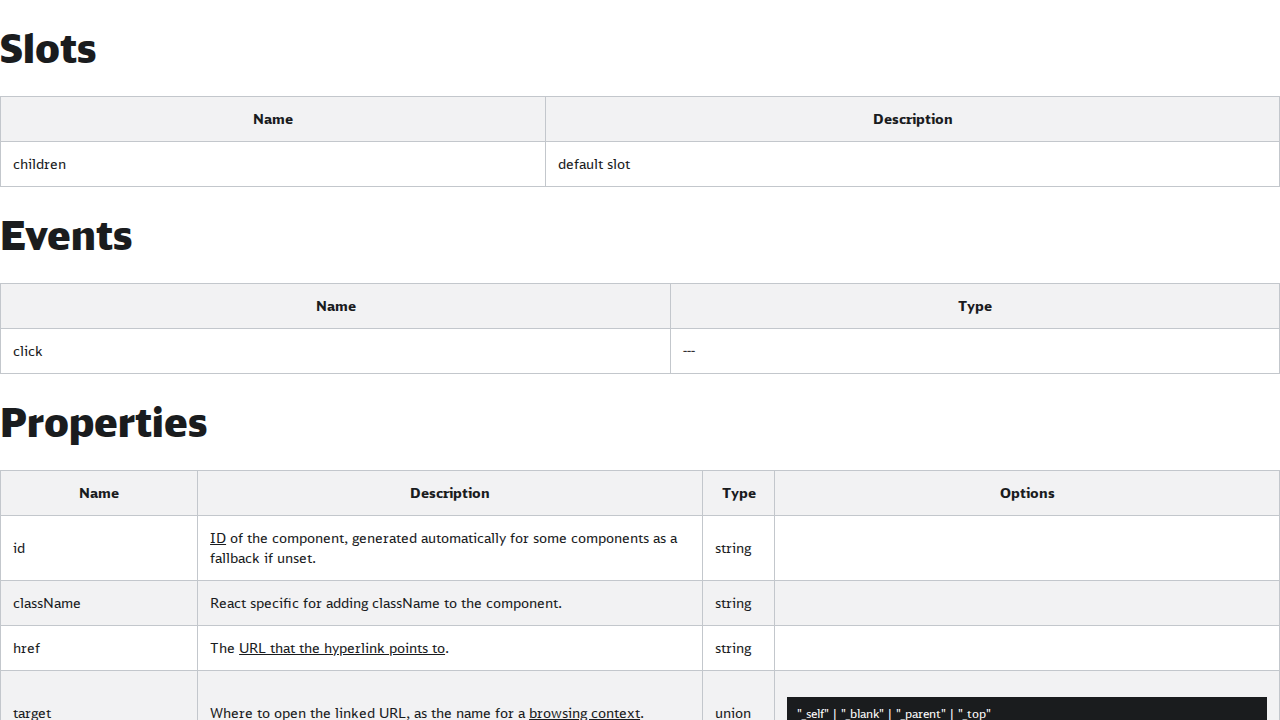 Slots
Name Description
children default slot
Events
Name Type
click ---
Properties
Name Description Type Options
id ID of the component, generated automatically for some components as a fallback if unset. string
className React specific for adding className to the component. string
href The URL that the hyperlink points to. string
target Where to open the linked URL, as the name for a browsing context. union "_self" | "_blank" | "_parent" | "_top"